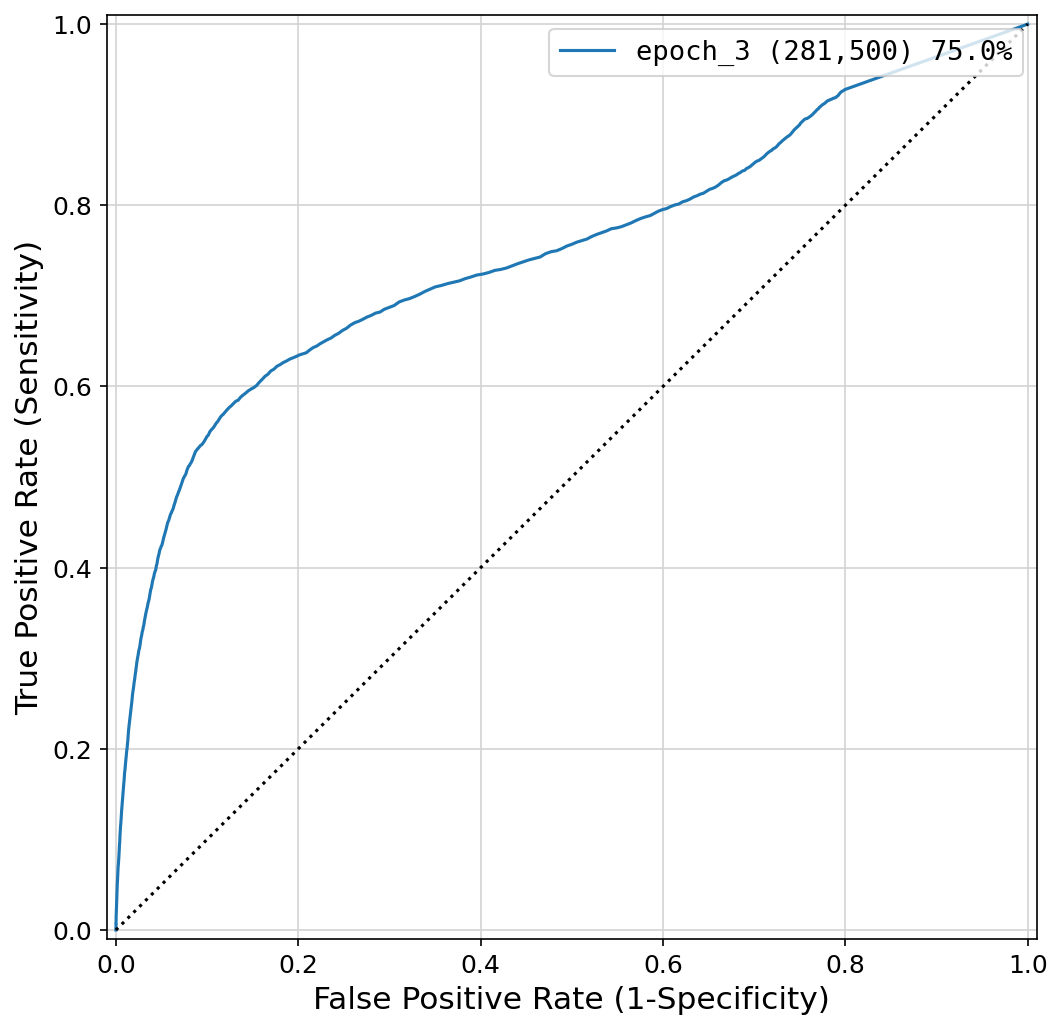 epoch_3 (281,500) 75.0%
1.0
0.8
0.6
0.4
0.2
0.0
True Positive Rate (Sensitivity)
0.0 0.2 0.4 0.6 0.8 1.0
False Positive Rate (1-Specificity)